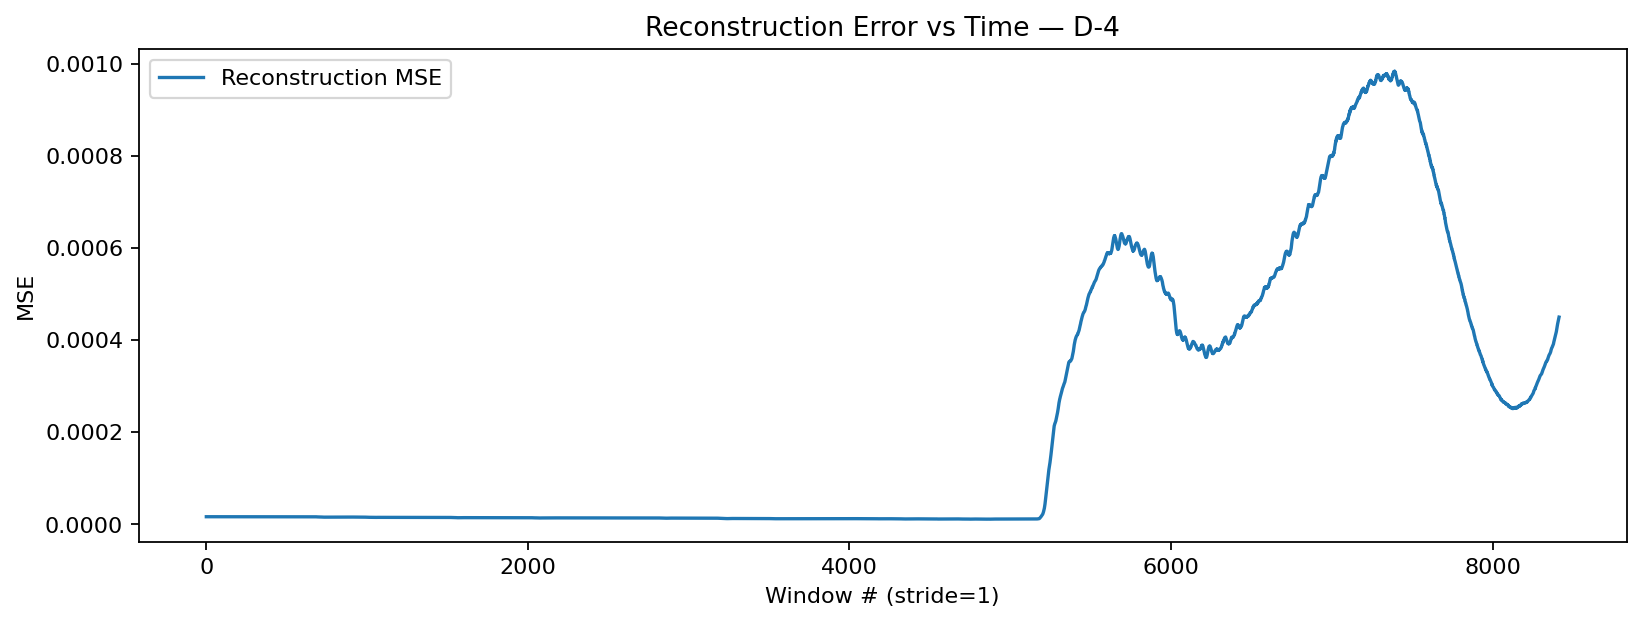 Reconstruction Error vs Time — D-4
Reconstruction MSE
0.0010
0.0008
0.0006
0.0004
0.0002
0.0000
MSE
0 2000 4000 6000 8000
Window # (stride=1)